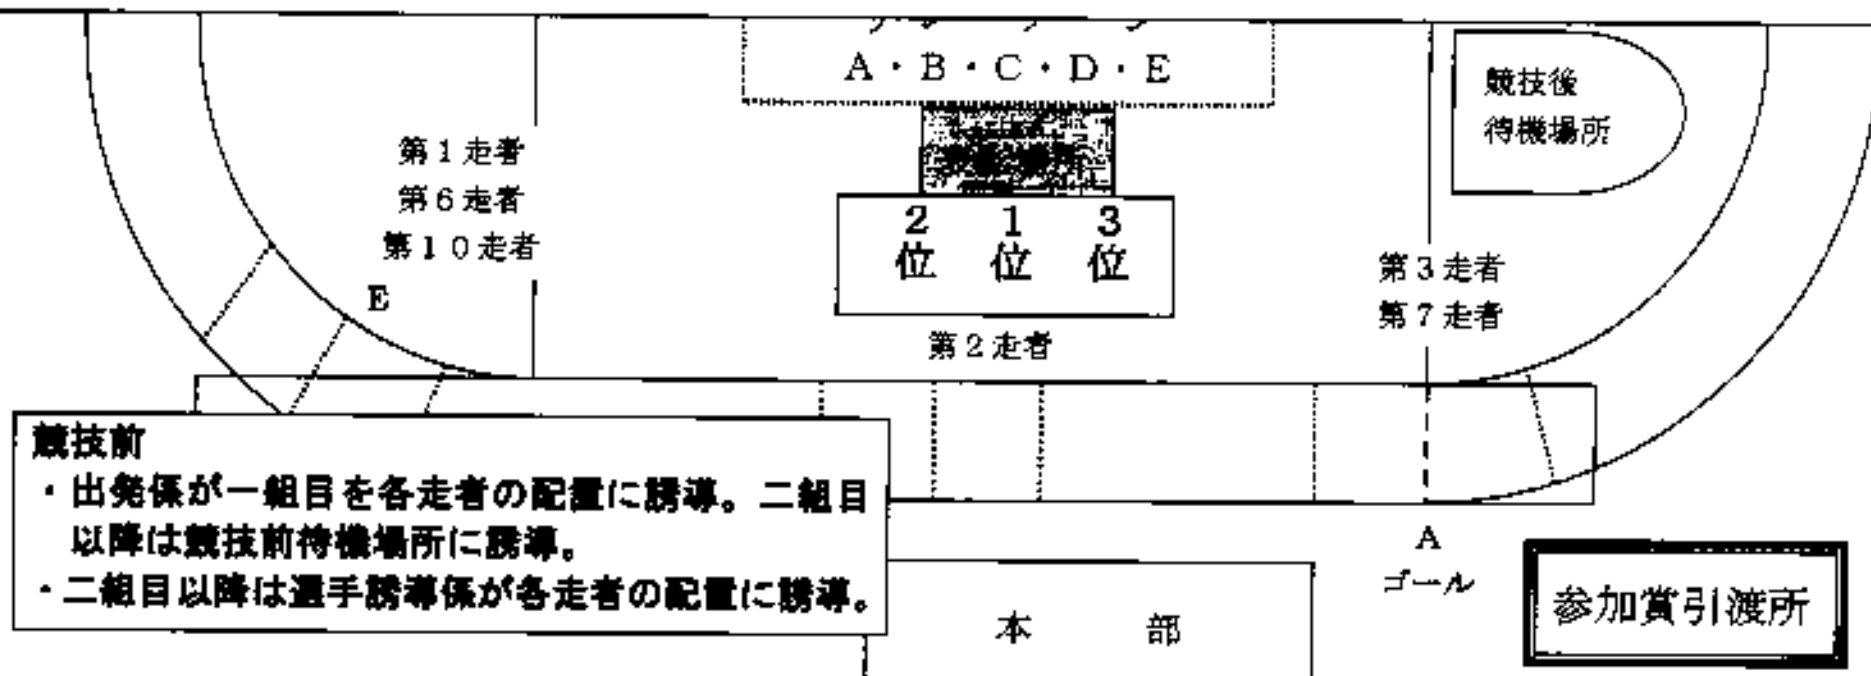 A・B・C・D・E
競技後
待機場所
第1走者
第6走者
第10走者
E
2位 1位 3位
第2走者
第3走者
第7走者
競技前
・出発係が一組目を各走者の配置に誘導。二組目
以降は競技前待機場所に誘導。
・二組目以降は選手誘導係が各走者の配置に誘導。
A
ゴール
参加賞引渡所
本部